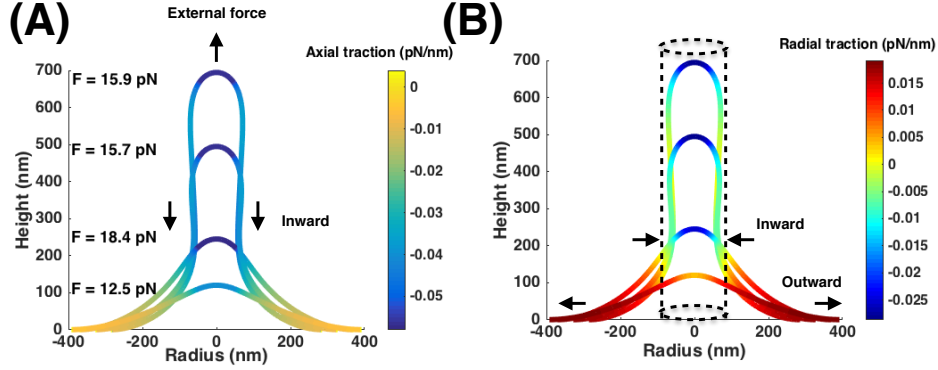 (A)
External force
Axial traction (pN/nm)
700
600
500
400
300
200
100
0
Height (nm)
F = 15.9 pN
F = 15.7 pN
F = 18.4 pN
F = 12.5 pN
Inward
-400
-200
0
200
400
Radius (nm)
0
-0.01
-0.02
-0.03
-0.04
-0.05
(B)
Radial traction (pN/nm)
700
600
500
400
300
200
100
0
Height (nm)
Inward
Outward
-400
-200
0
200
400
Radius (nm)
0.015
0.01
0.005
0
-0.005
-0.01
-0.015
-0.02
-0.025